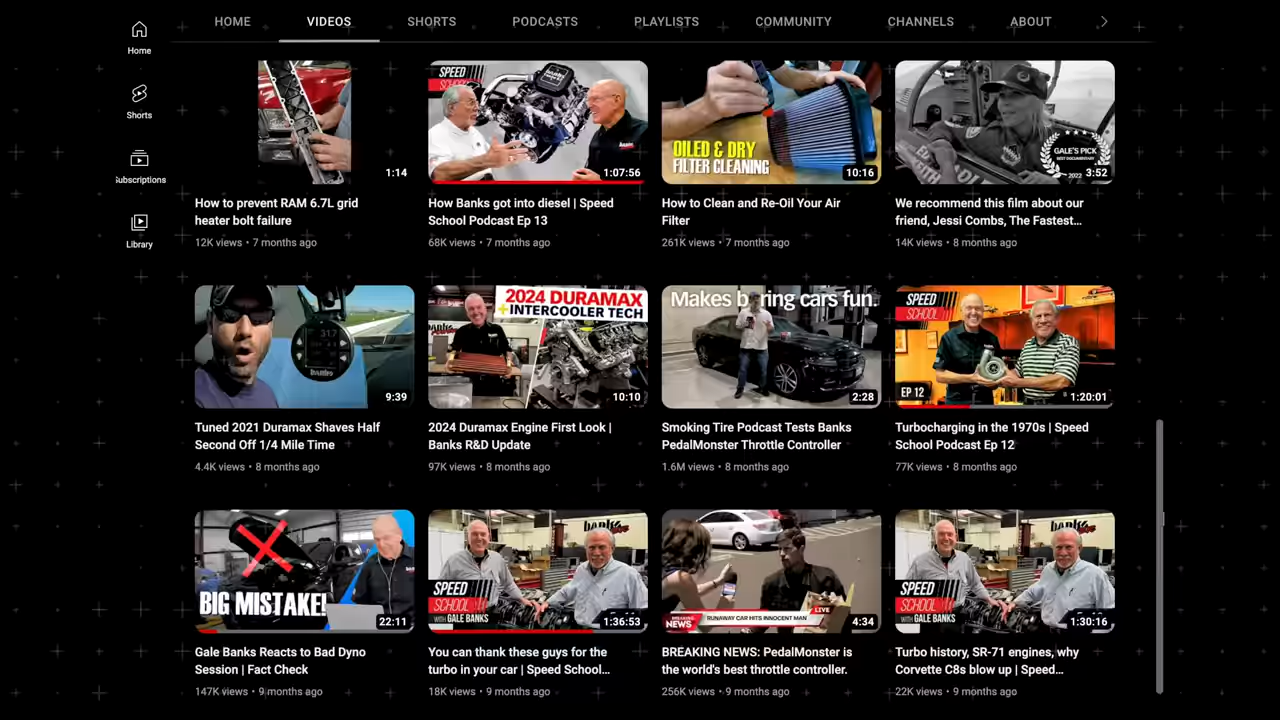 HOME
VIDEOS
SHORTS
PODCASTS
PLAYLISTS
COMMUNITY
CHANNELS
ABOUT
Home
Shorts
ubscriptions
Library
1:14
How to prevent RAM 6.7L grid
heater bolt failure
12K views • 7 months ago
SPEED
SCHOOL
1:07:56
How Banks got into diesel | Speed
School Podcast Ep 13
68K views • 7 months ago
OILED & DRY
FILTER CLEANING
10:16
How to Clean and Re-Oil Your Air
Filter
261K views • 7 months ago
GALE'S PICK
BEST DOCUMENTARY
2022
3:52
We recommend this film about our
friend, Jessi Combs, The Fastest...
14K views • 8 months ago
317
banks
9:39
Tuned 2021 Duramax Shaves Half
Second Off 1/4 Mile Time
4.4K views • 8 months ago
2024 DURAMAX
+INTERCOOLER TECH
10:10
2024 Duramax Engine First Look |
Banks R&D Update
97K views • 8 months ago
Makes b ring cars fun.
2:28
Smoking Tire Podcast Tests Banks
PedalMonster Throttle Controller
1.6M views • 8 months ago
SPEED
SCHOOL
EP 12
1:20:01
Turbocharging in the 1970s | Speed
School Podcast Ep 12
77K views • 8 months ago
BIG MISTAKE!
22:11
Gale Banks Reacts to Bad Dyno
Session | Fact Check
147K views • 9 months ago
banks
SPEED
SCHOOL
WITH GALE BANKS
1:36:53
You can thank these guys for the
turbo in your car | Speed School...
18K views • 9 months ago
LIVE
BREAKING
NEWS
RUNAWAY CAR HITS INNOCENT MAN
4:34
BREAKING NEWS: PedalMonster is
the world's best throttle controller.
256K views • 9 months ago
banks
SPEED
SCHOOL
WITH GALE BANKS
1:30:16
Turbo history, SR-71 engines, why
Corvette C8s blow up | Speed...
22K views • 9 months ago